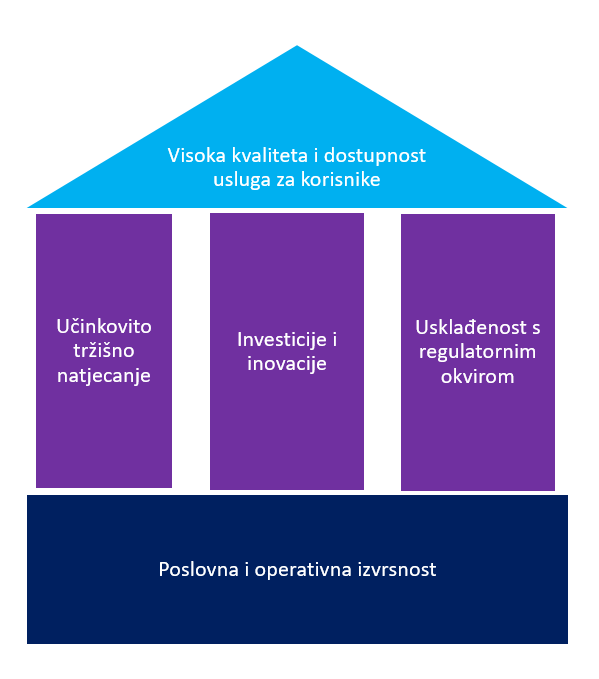 Visoka kvaliteta i dostupnost
usluga za korisnike
Učinkovito
tržišno
natjecanje
Investicije i
inovacije
Usklađenost s
regulatornim
okvirom
Poslovna i operativna izvrsnost